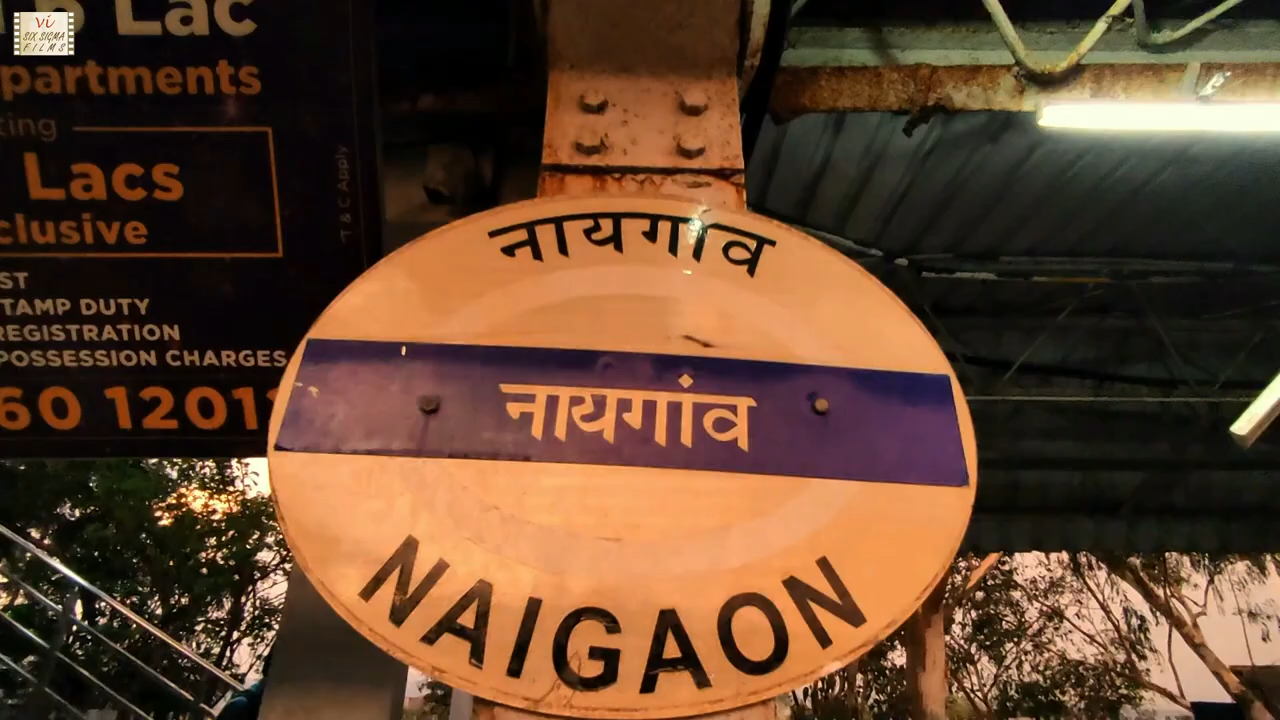 vi
SIX SIGMA
FILMS
Lac
partments
Lacs
clusive
T & C Apply
ST
TAMP DUTY
REGISTRATION
POSSESSION CHARGES
60 1201
नायगांव
नायगांव
NAIGAON